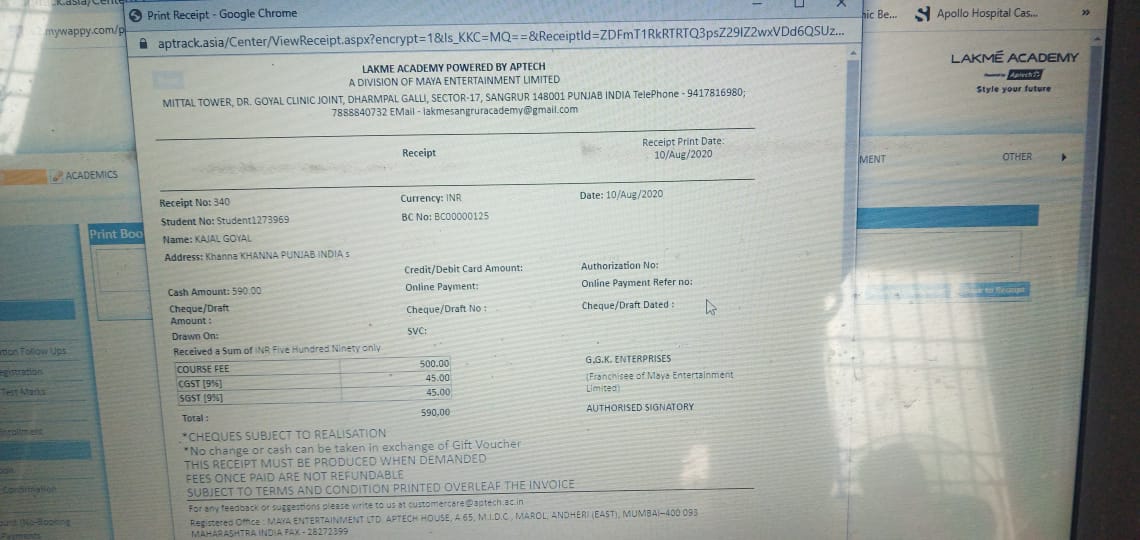 Print Receipt - Google Chrome
aptrack.asia/Center/ViewReceipt.aspx?encrypt=1&Is_KKC=MQ==&ReceiptId=ZDFmT1RkRTRTQ3psZ29IZ2wxVDd6QSUz...
mywappy.com/p
nic Be...
Apollo Hospital Cas...
»
LAKMÉ ACADEMY
Aptech
Style your future
LAKME ACADEMY POWERED BY APTECH
A DIVISION OF MAYA ENTERTAINMENT LIMITED
MITTAL TOWER, DR. GOYAL CLINIC JOINT, DHARMPAL GALLI, SECTOR-17, SANGRUR 148001 PUNJAB INDIA TelePhone - 9417816980;
7888840732 EMail - lakmesangruracademy@gmail.com
Receipt
Receipt Print Date:
10/Aug/2020
ACADEMICS
MENT
OTHER
Receipt No: 340
Currency: INR
Date: 10/Aug/2020
Student No: Student1273969
BC No: BC00000125
Print Boo
Name: KAJAL GOYAL
Address: Khanna KHANNA PUNJAB INDIA s
Credit/Debit Card Amount:
Authorization No:
Cash Amount: 590.00
Online Payment:
Online Payment Refer no:
Cheque/Draft
Amount :
Cheque/Draft No :
Cheque/Draft Dated :
Drawn On:
SVC:
Received a Sum of INR Five Hundred Ninety only
COURSE FEE 500.00
CGST [9%] 45.00
SGST [9%] 45.00
Total : 590.00
G.G.K. ENTERPRISES
(Franchisee of Maya Entertainment
Limited)
AUTHORISED SIGNATORY
to Receipt
Follow Ups
Test Marks
*CHEQUES SUBJECT TO REALISATION
*No change or cash can be taken in exchange of Gift Voucher
THIS RECEIPT MUST BE PRODUCED WHEN DEMANDED
FEES ONCE PAID ARE NOT REFUNDABLE
SUBJECT TO TERMS AND CONDITION PRINTED OVERLEAF THE INVOICE
For any feedback or suggestions please write to us at customercare@aptech.ac.in
Registered Office : MAYA ENTERTAINMENT LTD. APTECH HOUSE, A 65, M.I.D.C., MAROL, ANDHERI (EAST), MUMBAI-400 093
MAHARASHTRA INDIA FAX - 28272399